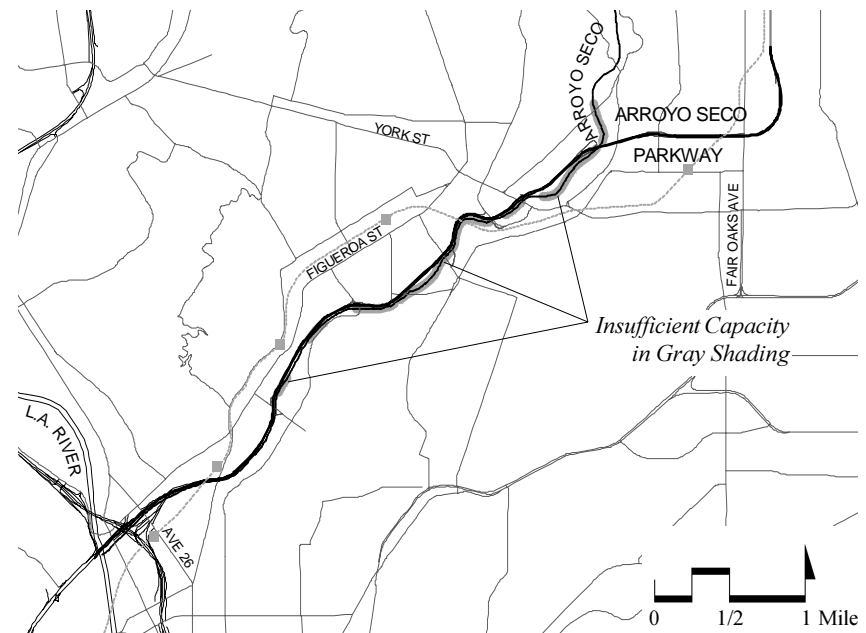 ARROYO SECO
ARROYO SECO
PARKWAY
YORK ST
FAIR OAKS AVE
FIGUEROA ST
Insufficient Capacity
in Gray Shading
L.A. RIVER
AVE 26
0 1/2 1 Mile